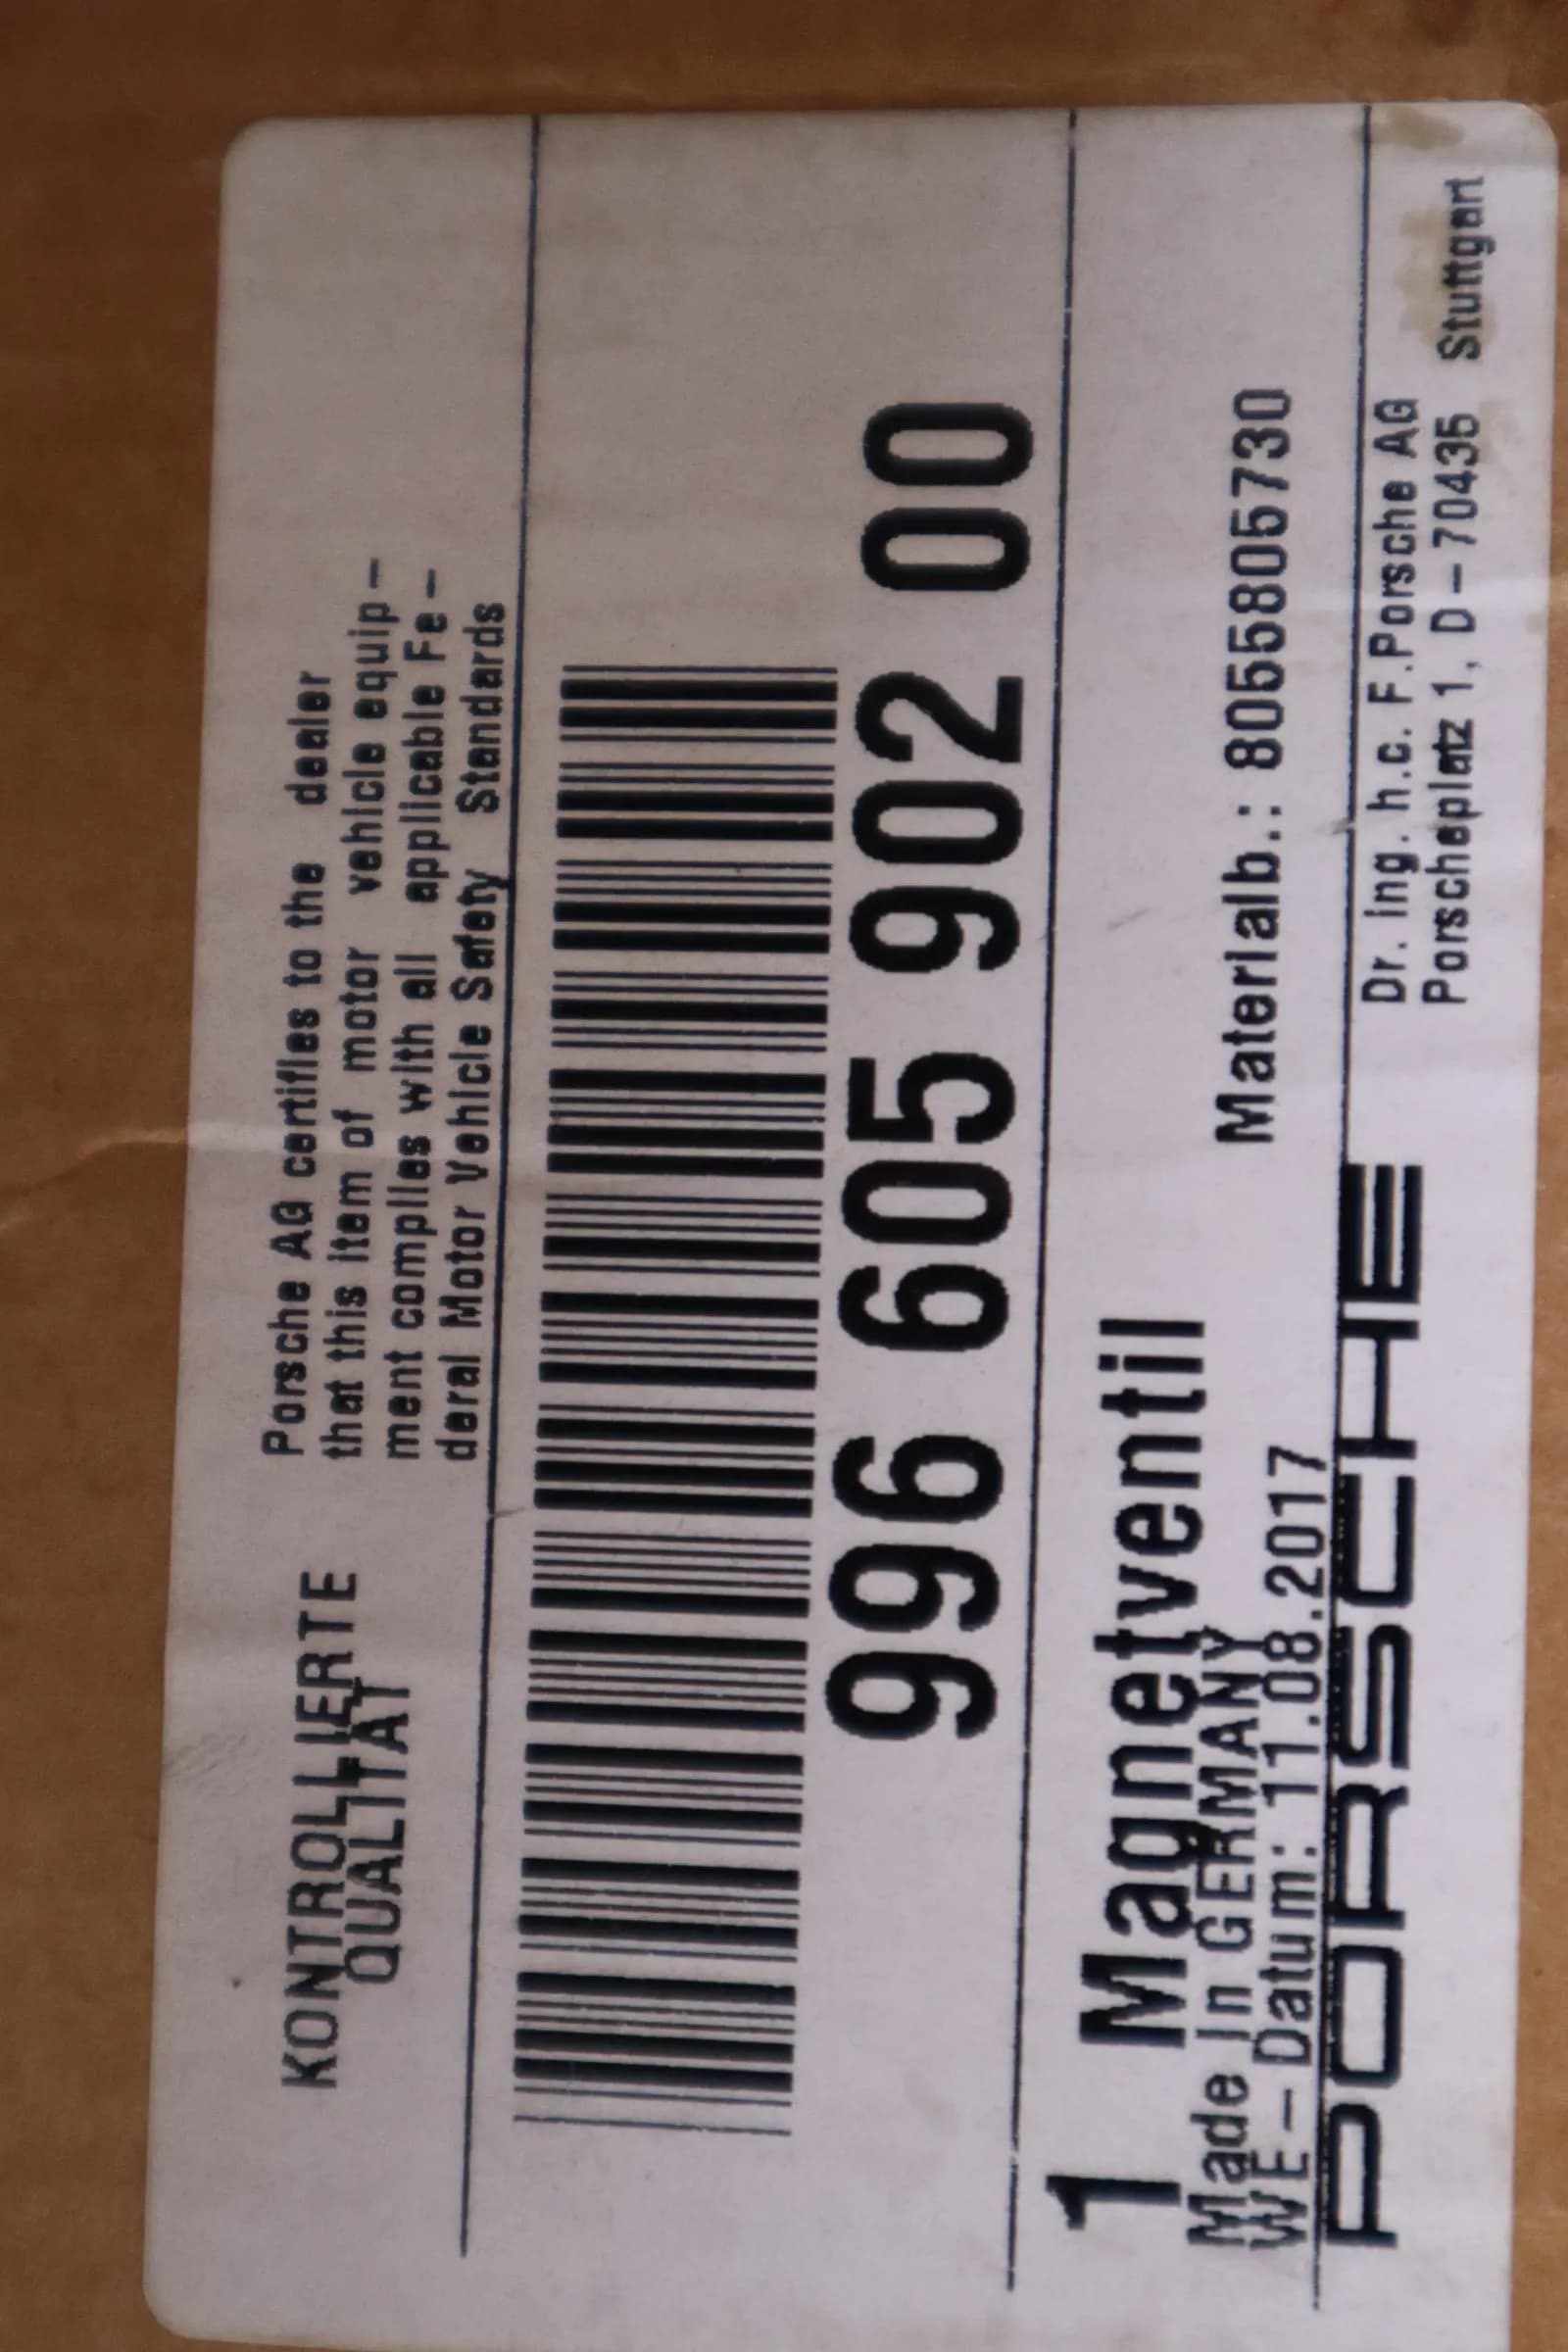 KONTROLLIERTE
QUALITÄT
Porsche AG certifies to the dealer
that this item of motor vehicle equip-
ment complies with all applicable Fe-
deral Motor Vehicle Safety Standards
996 605 902 00
1 Magnetventil
Made in GERMANY
WE-Datum: 11.08.2017
Materialb.: 8055805730
PORSCHE
Dr. ing. h.c. F.Porsche AG
Porscheplatz 1, D-70435 Stuttgart